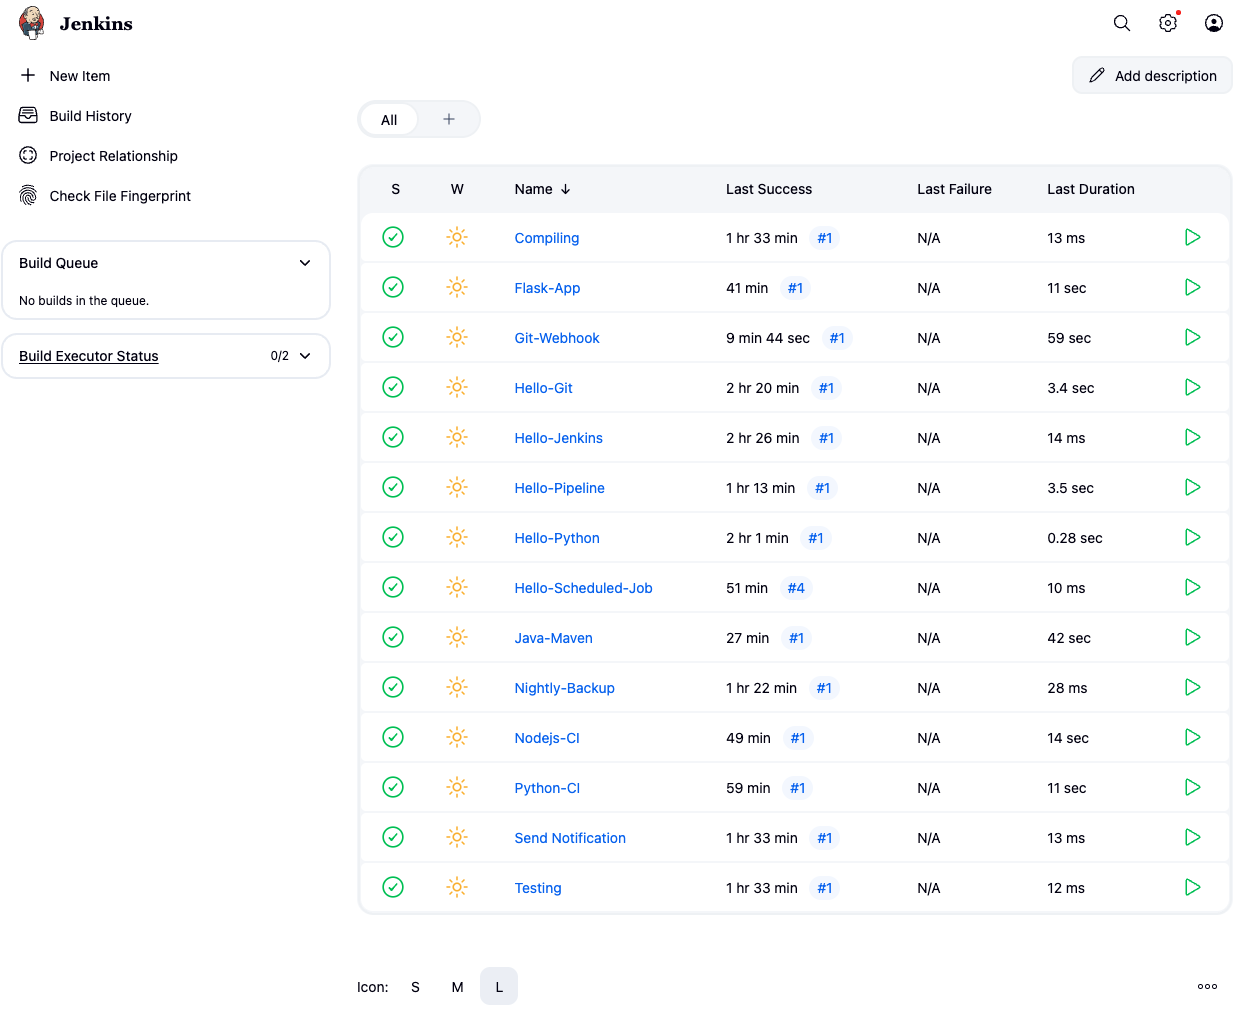 Jenkins
New Item
Build History
Project Relationship
Check File Fingerprint
Build Queue
No builds in the queue.
Build Executor Status 0/2
Add description
All
S W Name ↓ Last Success Last Failure Last Duration
Compiling 1 hr 33 min #1 N/A 13 ms
Flask-App 41 min #1 N/A 11 sec
Git-Webhook 9 min 44 sec #1 N/A 59 sec
Hello-Git 2 hr 20 min #1 N/A 3.4 sec
Hello-Jenkins 2 hr 26 min #1 N/A 14 ms
Hello-Pipeline 1 hr 13 min #1 N/A 3.5 sec
Hello-Python 2 hr 1 min #1 N/A 0.28 sec
Hello-Scheduled-Job 51 min #4 N/A 10 ms
Java-Maven 27 min #1 N/A 42 sec
Nightly-Backup 1 hr 22 min #1 N/A 28 ms
Nodejs-CI 49 min #1 N/A 14 sec
Python-CI 59 min #1 N/A 11 sec
Send Notification 1 hr 33 min #1 N/A 13 ms
Testing 1 hr 33 min #1 N/A 12 ms
Icon: S M L